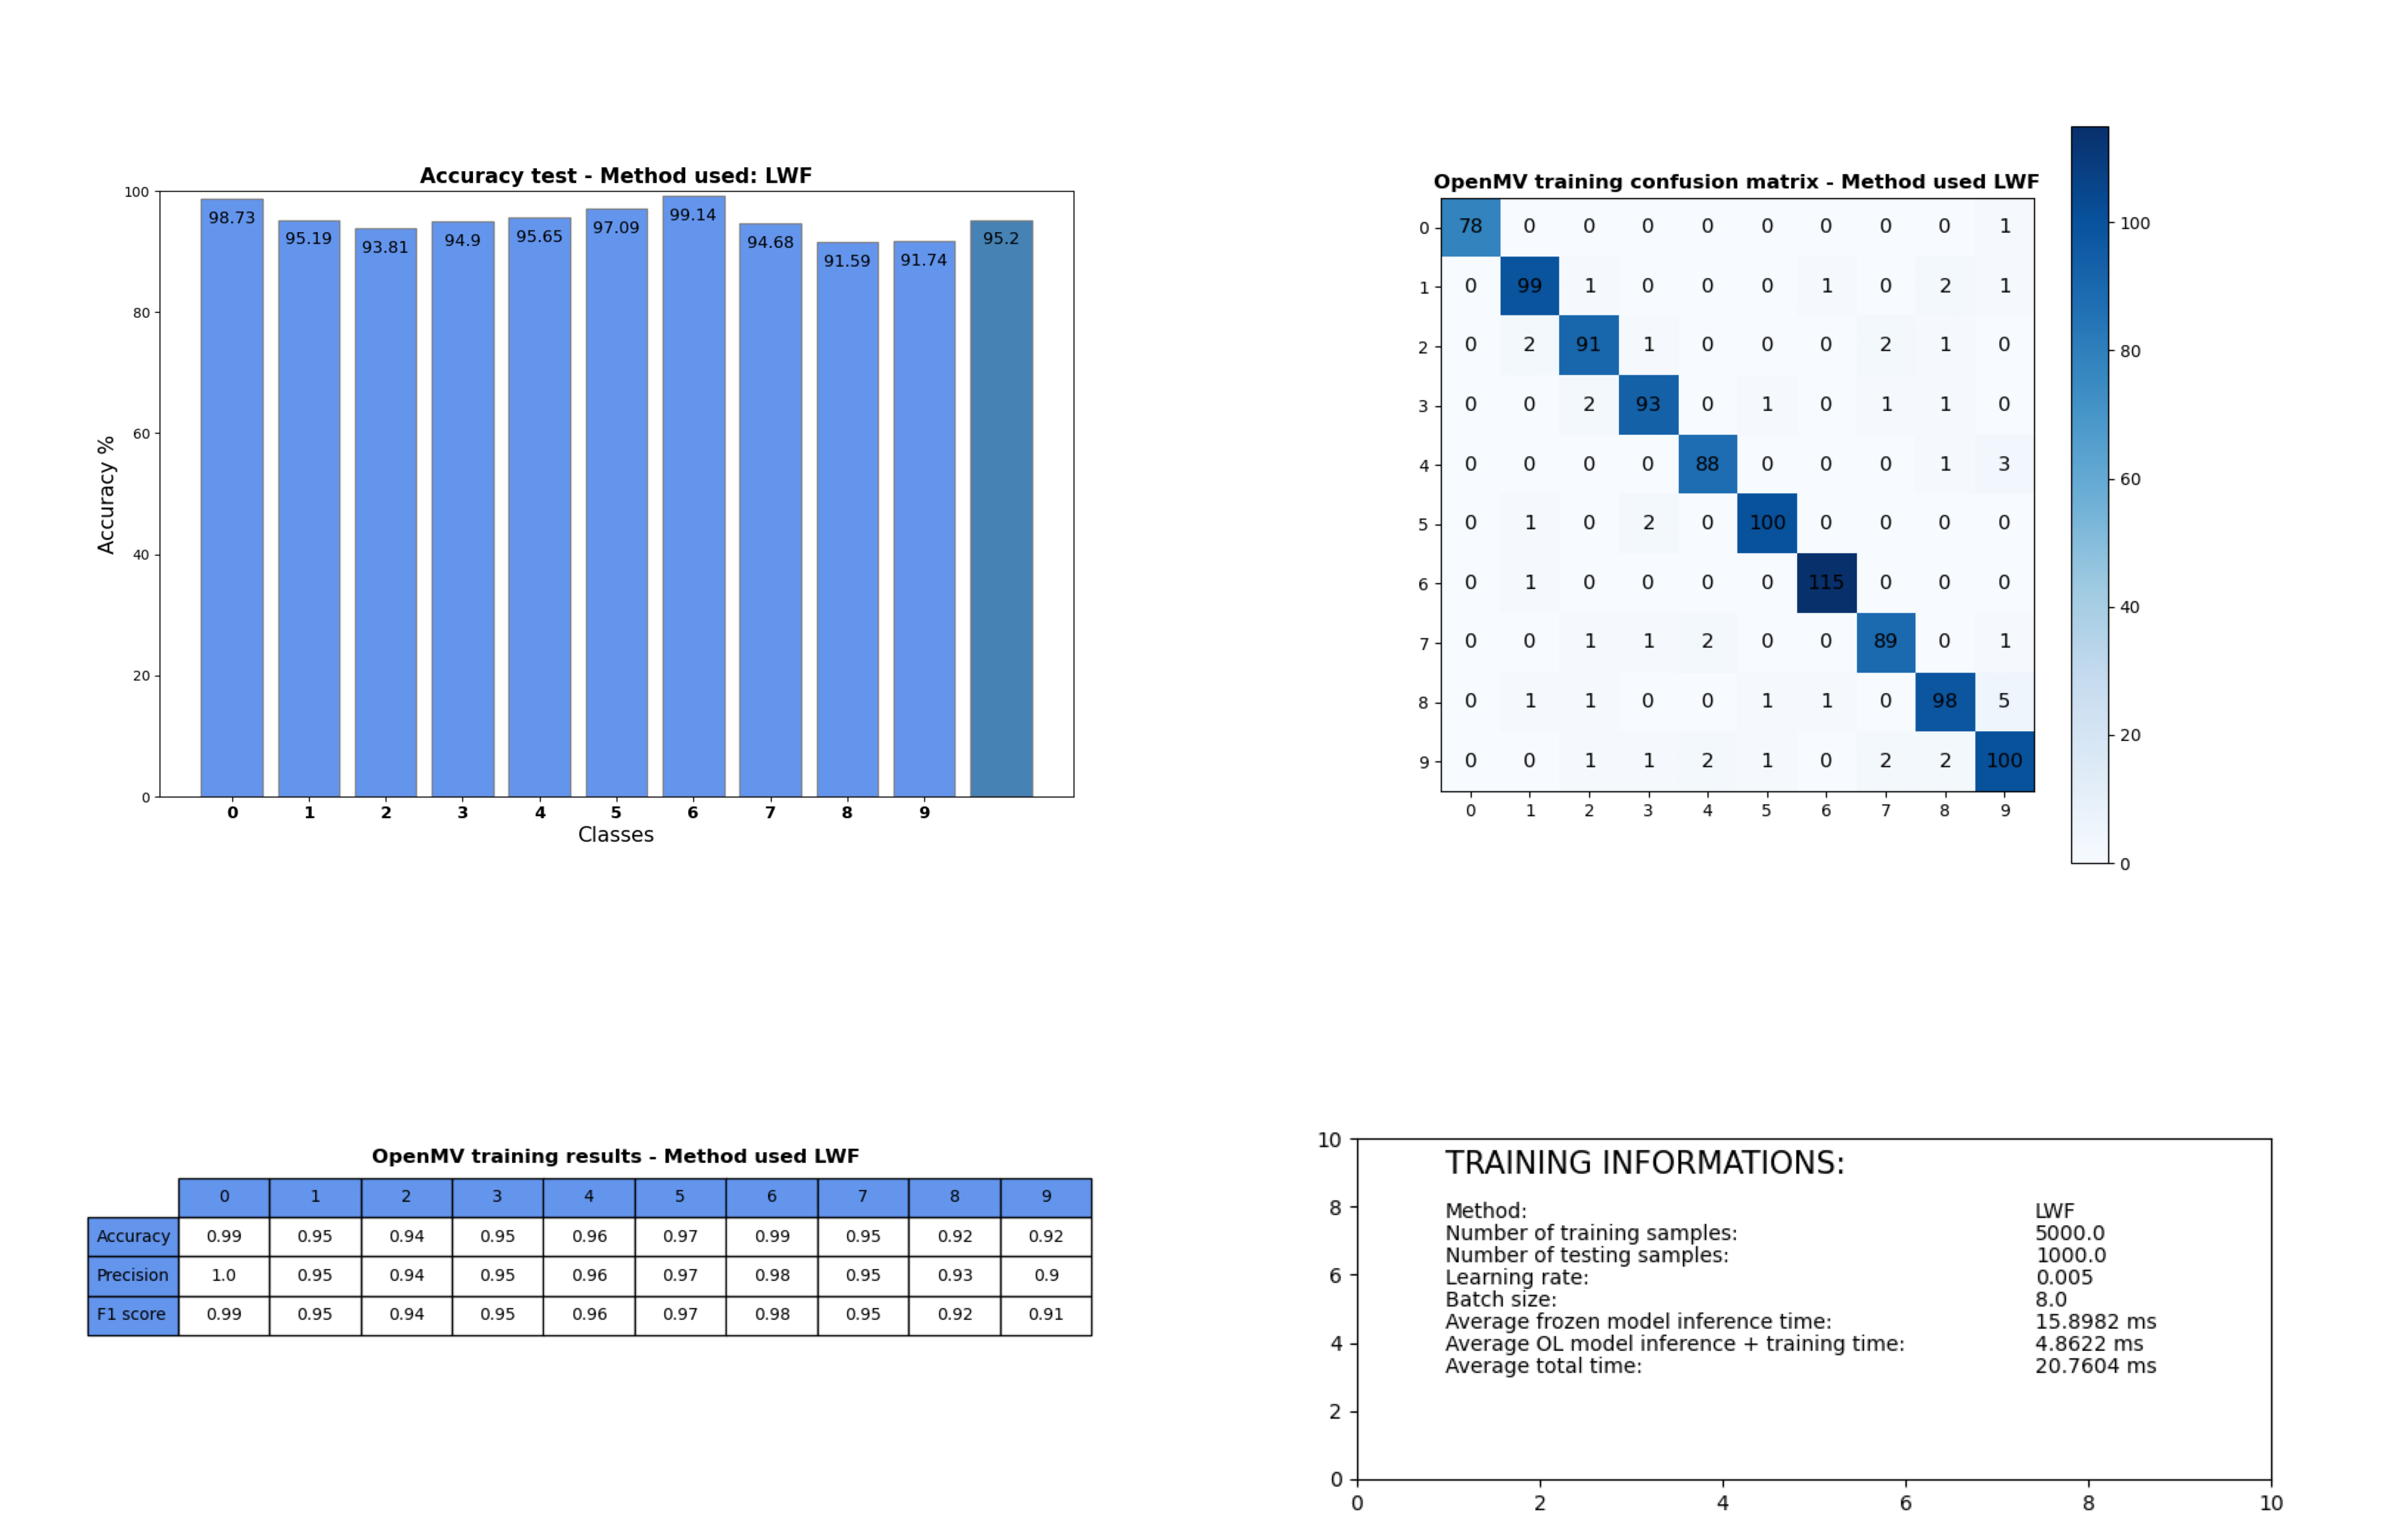 Accuracy test - Method used: LWF
100
80
60
40
20
0
Accuracy %
98.73 95.19 93.81 94.9 95.65 97.09 99.14 94.68 91.59 91.74 95.2
0 1 2 3 4 5 6 7 8 9
Classes
OpenMV training confusion matrix - Method used LWF
0 78 0 0 0 0 0 0 0 0 1
1 0 99 1 0 0 0 1 0 2 1
2 0 2 91 1 0 0 0 2 1 0
3 0 0 2 93 0 1 0 1 1 0
4 0 0 0 0 88 0 0 0 1 3
5 0 1 0 2 0 100 0 0 0 0
6 0 1 0 0 0 0 115 0 0 0
7 0 0 1 1 2 0 0 89 0 1
8 0 1 1 0 0 1 1 0 98 5
9 0 0 1 1 2 1 0 2 2 100
0 1 2 3 4 5 6 7 8 9
100
80
60
40
20
0
OpenMV training results - Method used LWF
0 1 2 3 4 5 6 7 8 9
Accuracy 0.99 0.95 0.94 0.95 0.96 0.97 0.99 0.95 0.92 0.92
Precision 1.0 0.95 0.94 0.95 0.96 0.97 0.98 0.95 0.93 0.9
F1 score 0.99 0.95 0.94 0.95 0.96 0.97 0.98 0.95 0.92 0.91
10
8
6
4
2
0
TRAINING INFORMATIONS:
Method: LWF
Number of training samples: 5000.0
Number of testing samples: 1000.0
Learning rate: 0.005
Batch size: 8.0
Average frozen model inference time: 15.8982 ms
Average OL model inference + training time: 4.8622 ms
Average total time: 20.7604 ms
0 2 4 6 8 10